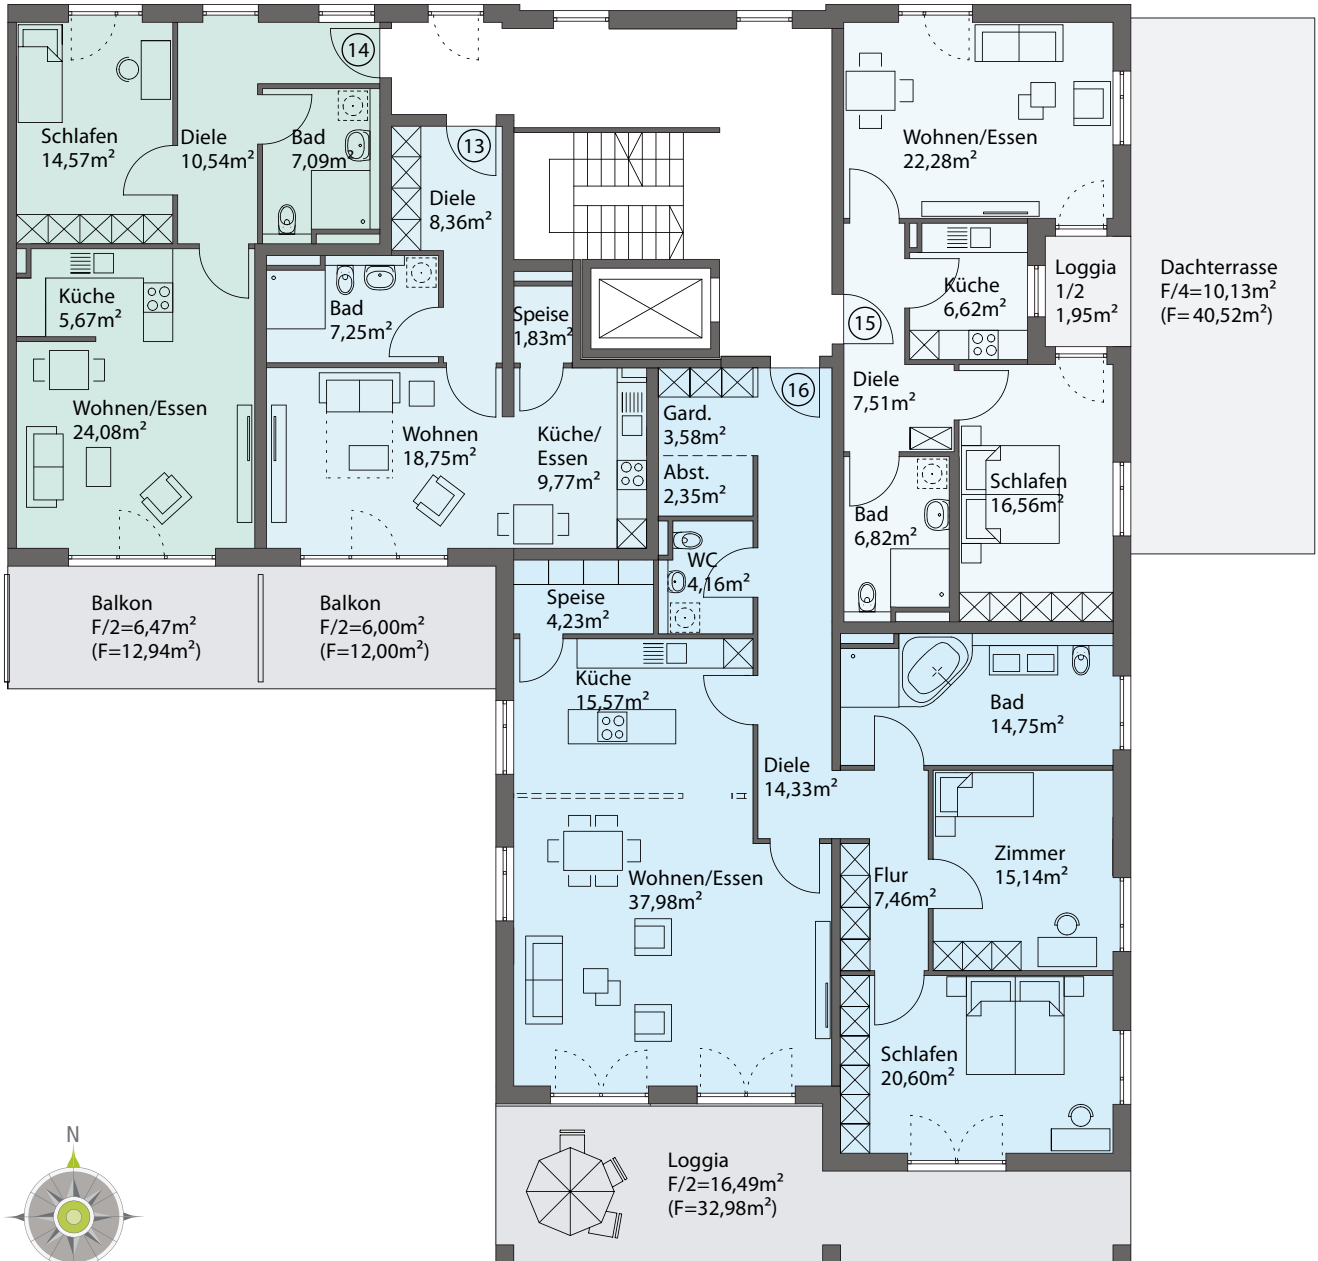 14
Schlafen
14,57m²
Diele
10,54m²
Bad
7,09m²
13
Diele
8,36m²
Wohnen/Essen
22,28m²
Küche
5,67m²
Bad
7,25m²
Speise
1,83m²
15
Küche
6,62m²
Loggia
1/2
1,95m²
Dachterrasse
F/4=10,13m²
(F= 40,52m²)
Wohnen/Essen
24,08m²
Wohnen
18,75m²
Küche/
Essen
9,77m²
16
Gard.
3,58m²
Abst.
2,35m²
Diele
7,51m²
Schlafen
16,56m²
Bad
6,82m²
WC
4,16m²
Balkon
F/2=6,47m²
(F=12,94m²)
Balkon
F/2=6,00m²
(F=12,00m²)
Speise
4,23m²
Küche
15,57m²
Bad
14,75m²
Diele
14,33m²
Wohnen/Essen
37,98m²
Flur
7,46m²
Zimmer
15,14m²
Schlafen
20,60m²
Loggia
F/2=16,49m²
(F=32,98m²)
N